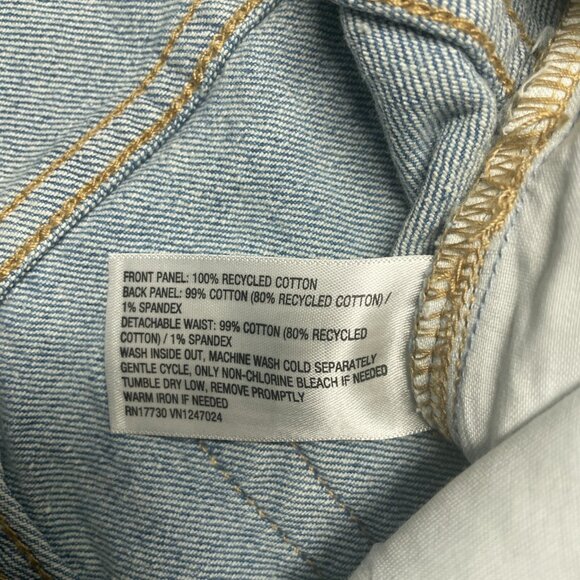 FRONT PANEL: 100% RECYCLED COTTON
BACK PANEL: 99% COTTON (80% RECYCLED COTTON) /
1% SPANDEX
DETACHABLE WAIST: 99% COTTON (80% RECYCLED
COTTON) / 1% SPANDEX
WASH INSIDE OUT, MACHINE WASH COLD SEPARATELY
GENTLE CYCLE, ONLY NON-CHLORINE BLEACH IF NEEDED
TUMBLE DRY LOW, REMOVE PROMPTLY
WARM IRON IF NEEDED
RN17730 VN1247024